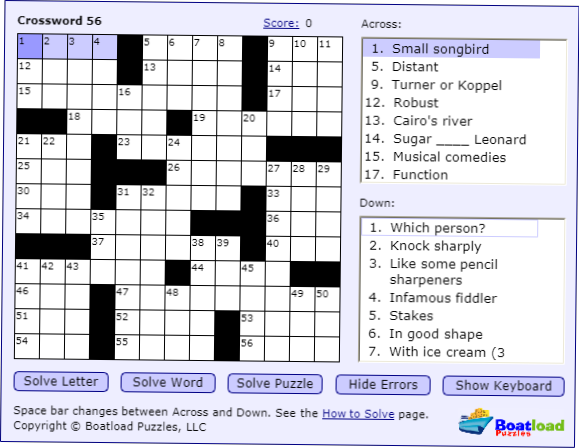 Crossword 56
Score: 0
1 2 3 4 5 6 7 8 9 10 11
12 13 14
15 16 17
18 19 20
21 22 23 24
25 26 27 28 29
30 31 32 33
34 35 36
37 38 39 40
41 42 43 44 45
46 47 48 49 50
51 52 53
54 55 56
Across:
1. Small songbird
5. Distant
9. Turner or Koppel
12. Robust
13. Cairo's river
14. Sugar ____ Leonard
15. Musical comedies
17. Function
Down:
1. Which person?
2. Knock sharply
3. Like some pencil
sharpeners
4. Infamous fiddler
5. Stakes
6. In good shape
7. With ice cream (3
Solve Letter Solve Word Solve Puzzle Hide Errors Show Keyboard
Space bar changes between Across and Down. See the How to Solve page.
Copyright © Boatload Puzzles, LLC
Boatload
Puzzles